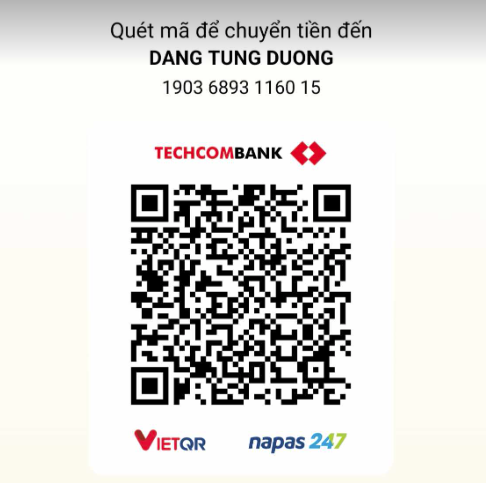 Quét mã để chuyển tiền đến
DANG TUNG DUONG
1903 6893 1160 15
TECHCOMBANK
VIETQR
napas 247